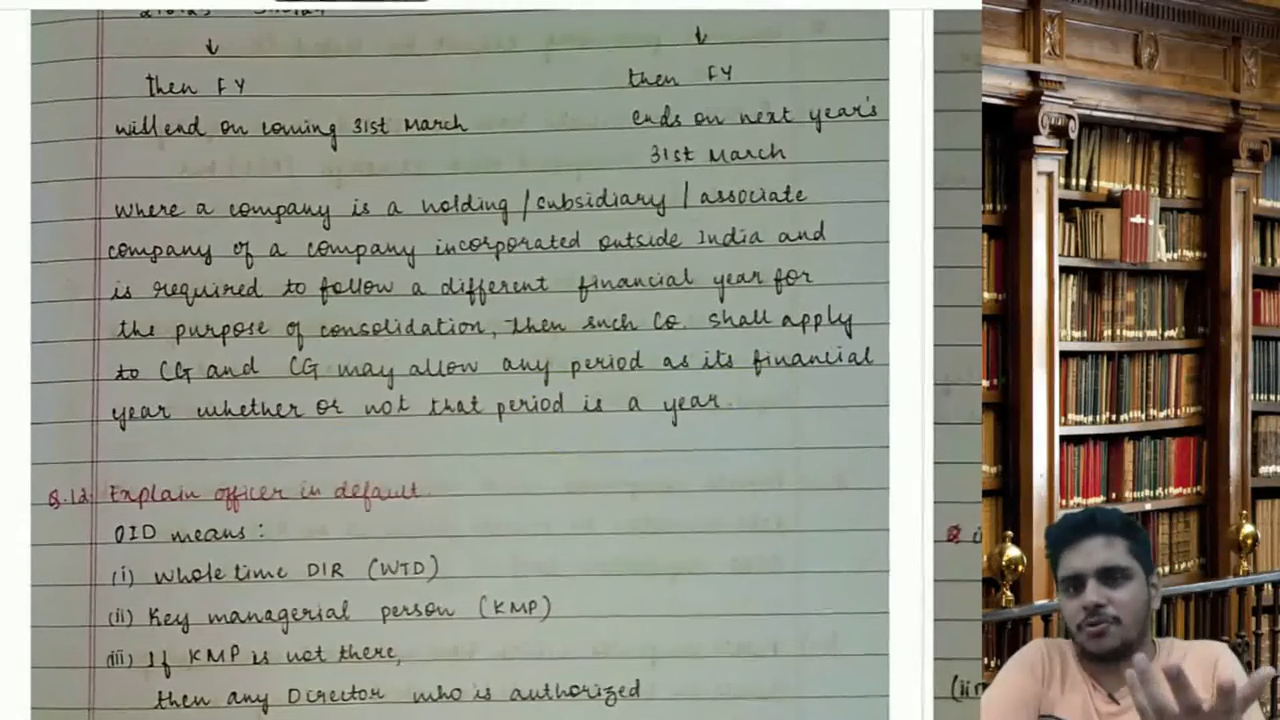 then FY
will end on coming 31st March
then FY
ends on next year's
31st March
where a company is a holding / subsidiary / associate
company of a company incorporated outside India and
is required to follow a different financial year for
the purpose of consolidation, then such Co. shall apply
to CG and CG may allow any period as its financial
year whether or not that period is a year.
Q.12. Explain officer in default.
OID means :
(i) Whole time DIR (WTD)
(ii) Key managerial person (KMP)
(iii) If KMP is not there,
then any Director who is authorized